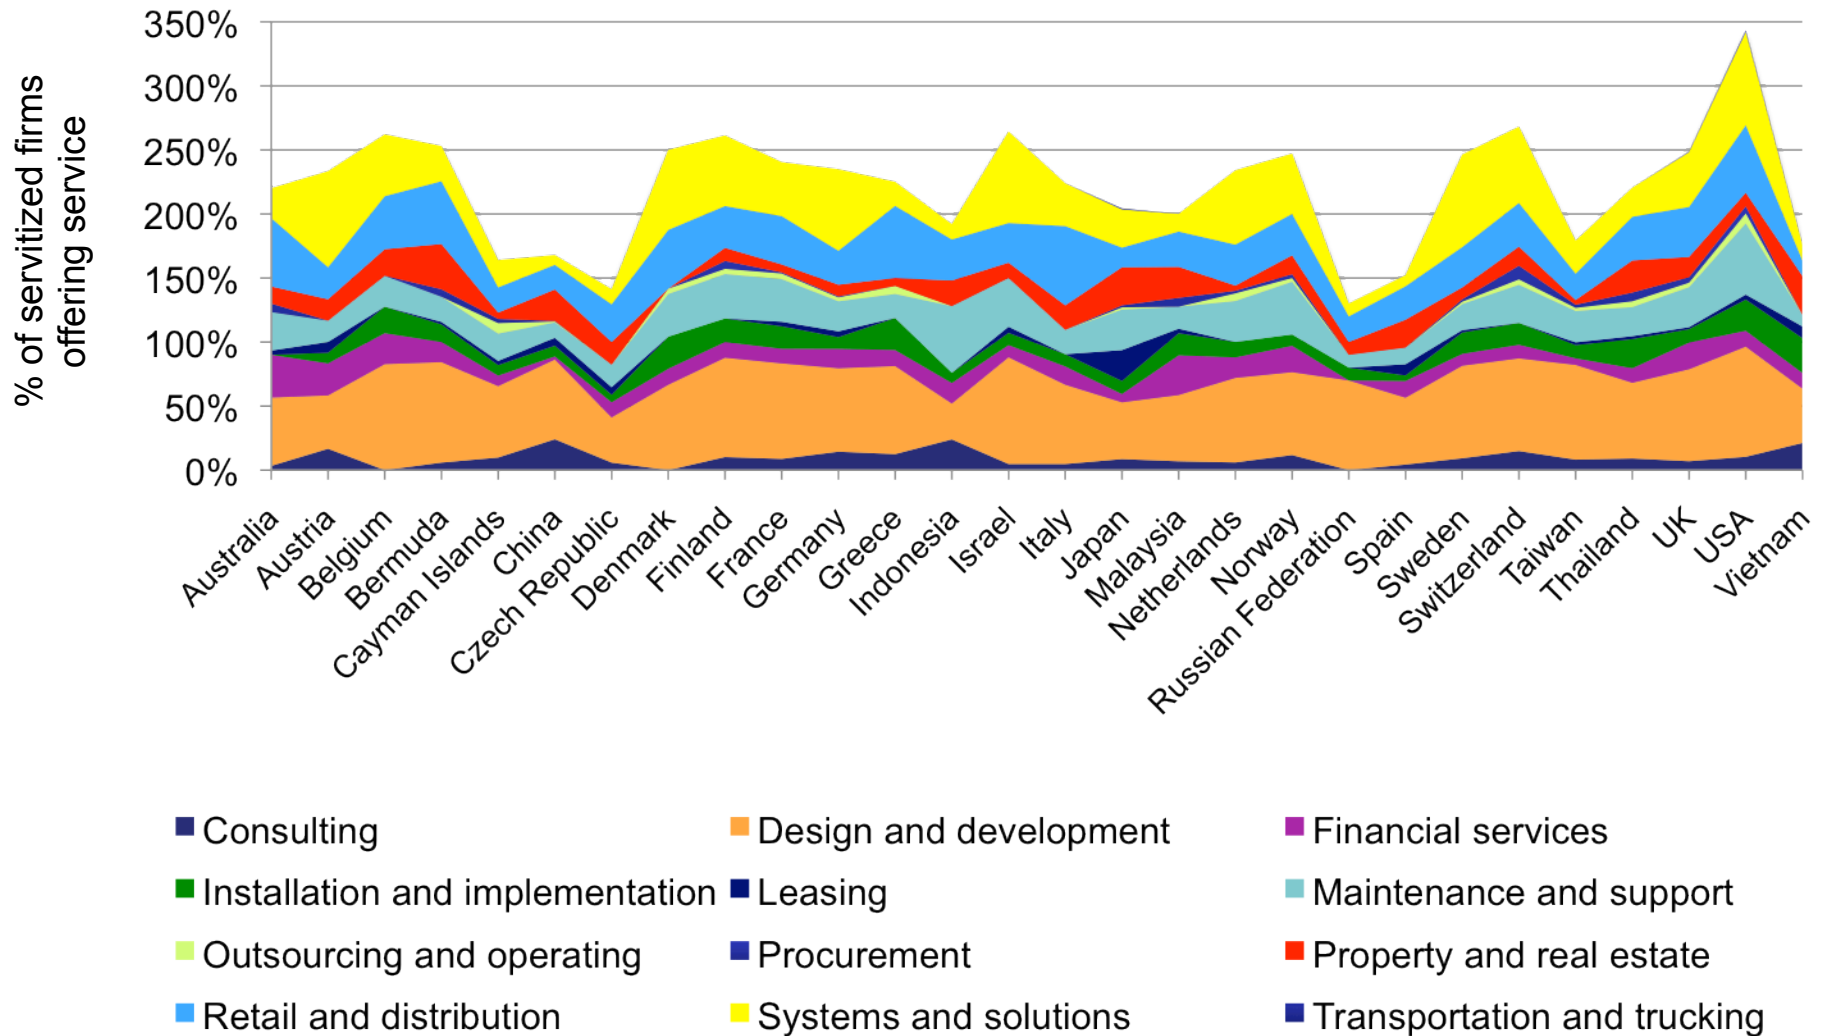 % of servitized firms
offering service
350%
300%
250%
200%
150%
100%
50%
0%
Australia
Austria
Belgium
Bermuda
Cayman Islands
China
Czech Republic
Denmark
Finland
France
Germany
Greece
Indonesia
Israel
Italy
Japan
Malaysia
Netherlands
Norway
Russian Federation
Spain
Sweden
Switzerland
Taiwan
Thailand
UK
USA
Vietnam
Consulting Design and development Financial services
Installation and implementation Leasing Maintenance and support
Outsourcing and operating Procurement Property and real estate
Retail and distribution Systems and solutions Transportation and trucking